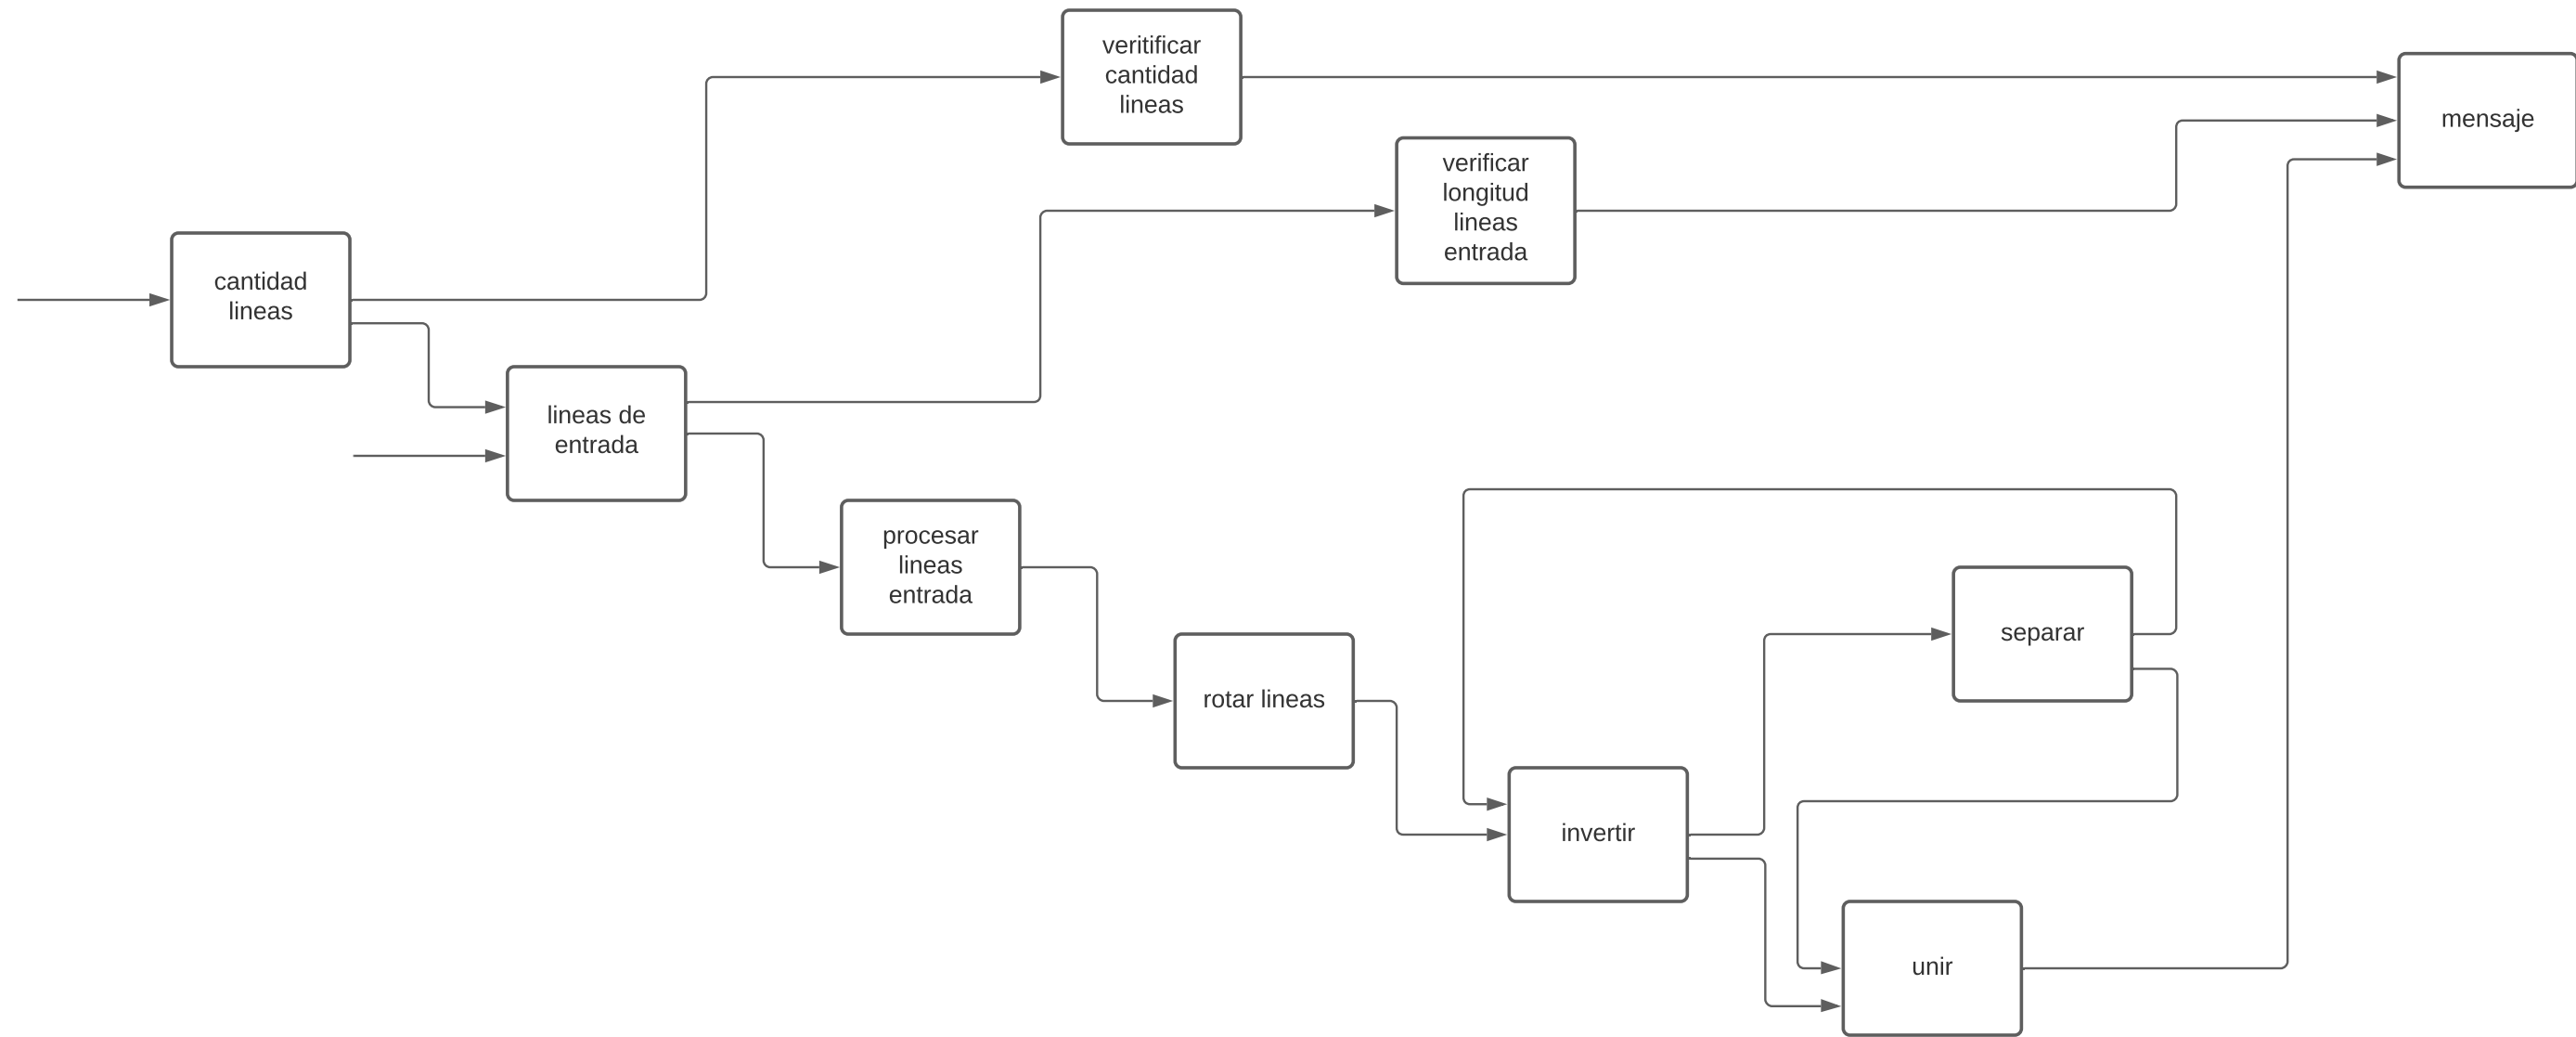 veritificar
cantidad
lineas
mensaje
verificar
longitud
lineas
entrada
cantidad
lineas
lineas de
entrada
procesar
lineas
entrada
separar
rotar lineas
invertir
unir